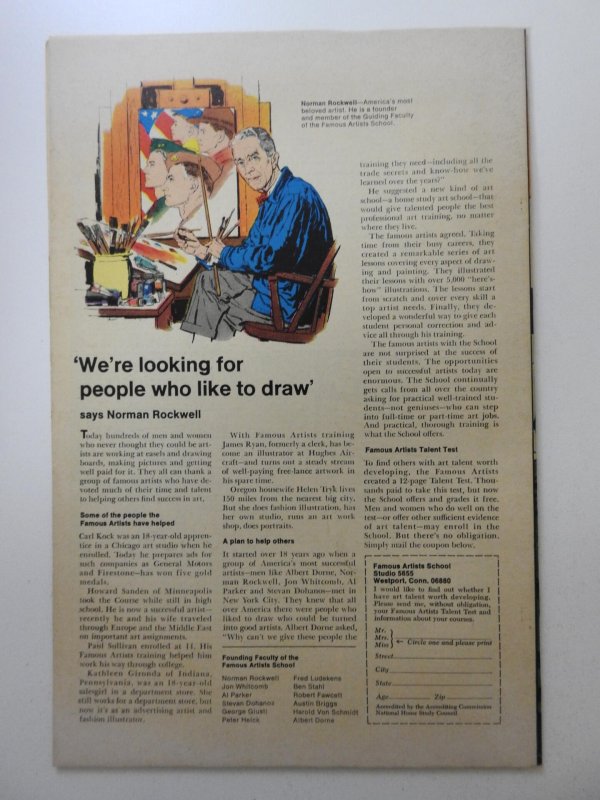 Norman Rockwell—America's most
beloved artist. He is a founder
and member of the Guiding Faculty
of the Famous Artists School.
'We're looking for
people who like to draw'
says Norman Rockwell
Today hundreds of men and women
who never thought they could be art-
ists are working at easels and drawing
boards, making pictures and getting
well paid for it. They all can thank a
group of famous artists who have de-
voted much of their time and talent
to helping others find success in art.
Some of the people the
Famous Artists have helped
Carl Kock was an 18-year-old appren-
tice in a Chicago art studio when he
enrolled. Today he prepares ads for
such companies as General Motors
and Firestone—has won five gold
medals.
Howard Sanden of Minneapolis
took the Course while still in high
school. He is now a successful artist—
recently he and his wife traveled
through Europe and the Middle East
on important art assignments.
Paul Sullivan enrolled at 11. His
Famous Artists training helped him
work his way through college.
Kathleen Gironda of Indiana,
Pennsylvania, was an 18-year-old
salesgirl in a department store. She
still works for a department store, but
now it's as an advertising artist and
fashion illustrator.
With Famous Artists training
James Ryan, formerly a clerk, has be-
come an illustrator at Hughes Air-
craft—and turns out a steady stream
of well-paying free-lance artwork in
his spare time.
Oregon housewife Helen Tryk lives
150 miles from the nearest big city.
But she does fashion illustration, has
her own studio, runs an art work
shop, does portraits.
A plan to help others
It started over 18 years ago when a
group of America's most successful
artists—men like Albert Dorne, Nor-
man Rockwell, Jon Whitcomb, Al
Parker and Stevan Dohanos—met in
New York City. They knew that all
over America there were people who
liked to draw who could be turned
into good artists. Albert Dorne asked,
"Why can't we give these people the
Founding Faculty of the
Famous Artists School
Norman Rockwell
Jon Whitcomb
Al Parker
Stevan Dohanos
George Giusti
Peter Helck
Fred Ludekens
Ben Stahl
Robert Fawcett
Austin Briggs
Harold Von Schmidt
Albert Dorne
training they need—including all the
trade secrets and know-how we've
learned over the years?"
He suggested a new kind of art
school—a home study art school—that
would give talented people the best
professional art training, no matter
where they live.
The famous artists agreed. Taking
time from their busy careers, they
created a remarkable series of art
lessons covering every aspect of draw-
ing and painting. They illustrated
their lessons with over 5,000 "here's-
how" illustrations. The lessons start
from scratch and cover every skill a
top artist needs. Finally, they de-
veloped a wonderful way to give each
student personal correction and ad-
vice all through his training.
The famous artists with the School
are not surprised at the success of
their students. The opportunities
open to successful artists today are
enormous. The School continually
gets calls from all over the country
asking for practical well-trained stu-
dents—not geniuses—who can step
into full-time or part-time art jobs.
And practical, thorough training is
what the School offers.
Famous Artists Talent Test
To find others with art talent worth
developing, the Famous Artists
created a 12-page Talent Test. Thou-
sands paid to take this test, but now
the School offers and grades it free.
Men and women who do well on the
test—or offer other sufficient evidence
of art talent—may enroll in the
School. But there's no obligation.
Simply mail the coupon below.
Famous Artists School
Studio 5655
Westport, Conn. 06880
I would like to find out whether I
have art talent worth developing.
Please send me, without obligation,
your Famous Artists Talent Test and
information about your courses.
Mr.
Mrs. ← Circle one and please print
Miss
Street
City
State
Age Zip
Accredited by the Accrediting Commission
National Home Study Council.